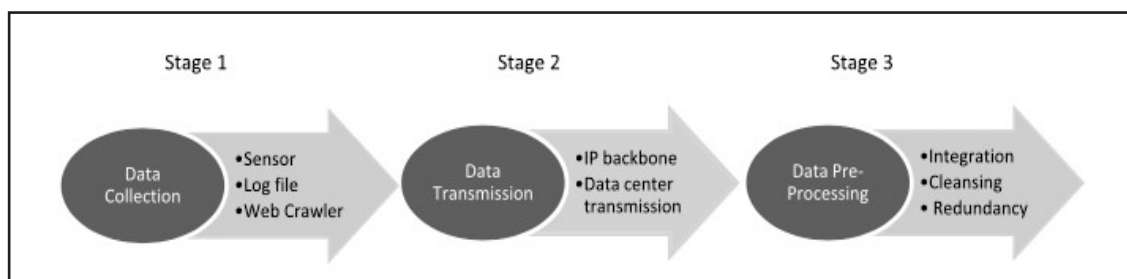 Stage 1
Stage 2
Stage 3
Data
Collection
•Sensor
•Log file
•Web Crawler
Data
Transmission
•IP backbone
•Data center
transmission
Data Pre-
Processing
•Integration
•Cleansing
• Redundancy